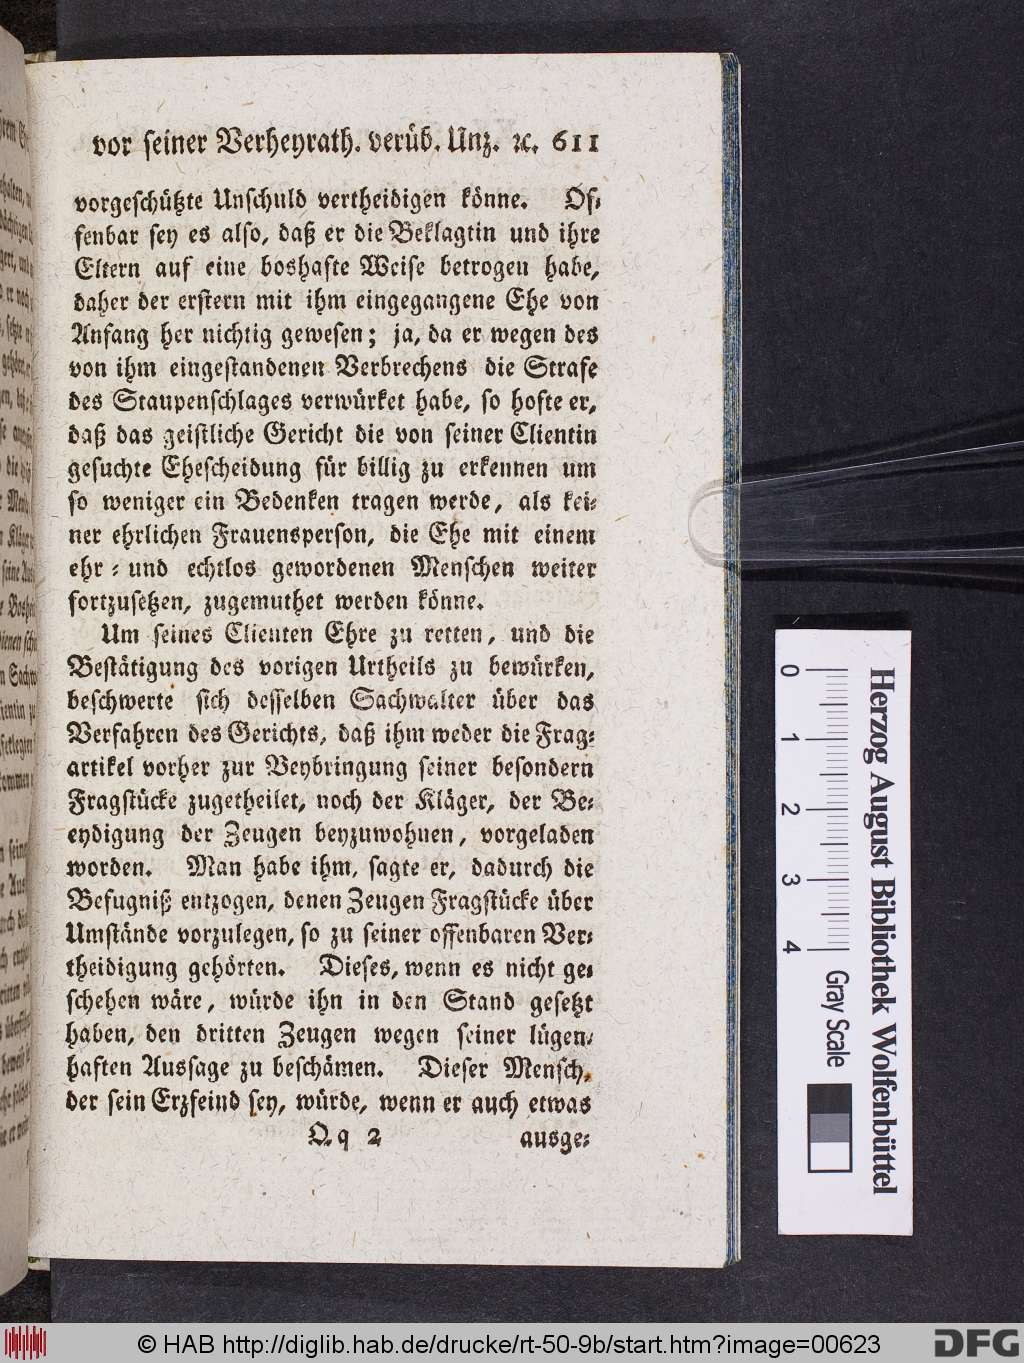 vor seiner Verheyrath. verüb. Unz. ꝛc. 611
vorgeschützte Unschuld vertheidigen könne. Of-
fenbar sey es also, daß er die Beklagtin und ihre
Eltern auf eine boshafte Weise betrogen habe,
daher der erstern mit ihm eingegangene Ehe von
Anfang her nichtig gewesen; ja, da er wegen des
von ihm eingestandenen Verbrechens die Strafe
des Staupenschlages verwürket habe, so hofte er,
daß das geistliche Gericht die von seiner Clientin
gesuchte Ehescheidung für billig zu erkennen um
so weniger ein Bedenken tragen werde, als kei-
ner ehrlichen Frauensperson, die Ehe mit einem
ehr- und echtlos gewordenen Menschen weiter
fortzusetzen, zugemuthet werden könne.
Um seines Clienten Ehre zu retten, und die
Bestätigung des vorigen Urtheils zu bewürken,
beschwerte sich desselben Sachwalter über das
Verfahren des Gerichts, daß ihm weder die Frag-
artikel vorher zur Beybringung seiner besondern
Fragstücke zugetheilet, noch der Kläger, der Be-
eydigung der Zeugen beyzuwohnen, vorgeladen
worden. Man habe ihm, sagte er, dadurch die
Befugniß entzogen, denen Zeugen Fragstücke über
Umstände vorzulegen, so zu seiner offenbaren Ver-
theidigung gehörten. Dieses, wenn es nicht ge-
schehen wäre, würde ihn in den Stand gesetzt
haben, den dritten Zeugen wegen seiner lügen-
haften Aussage zu beschämen. Dieser Mensch,
der sein Erzfeind sey, würde, wenn er auch etwas
Qq 2 ausge-
0 1 2 3 4 Gray Scale
Herzog August Bibliothek Wolfenbüttel
© HAB http://diglib.hab.de/drucke/rt-50-9b/start.htm?image=00623
DFG